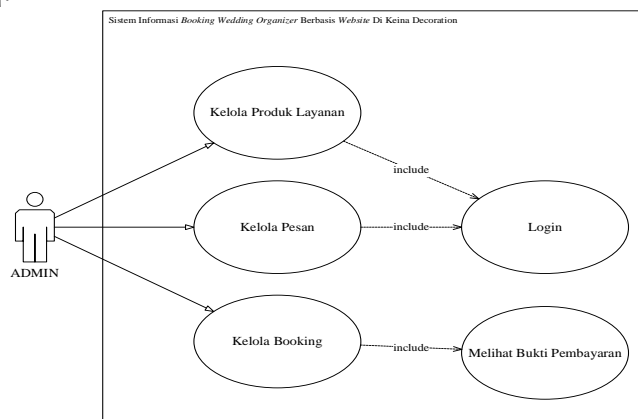 Sistem Informasi Booking Wedding Organizer Berbasis Website Di Keina Decoration
Kelola Produk Layanan
include
Kelola Pesan
include
Login
ADMIN
Kelola Booking
include
Melihat Bukti Pembayaran